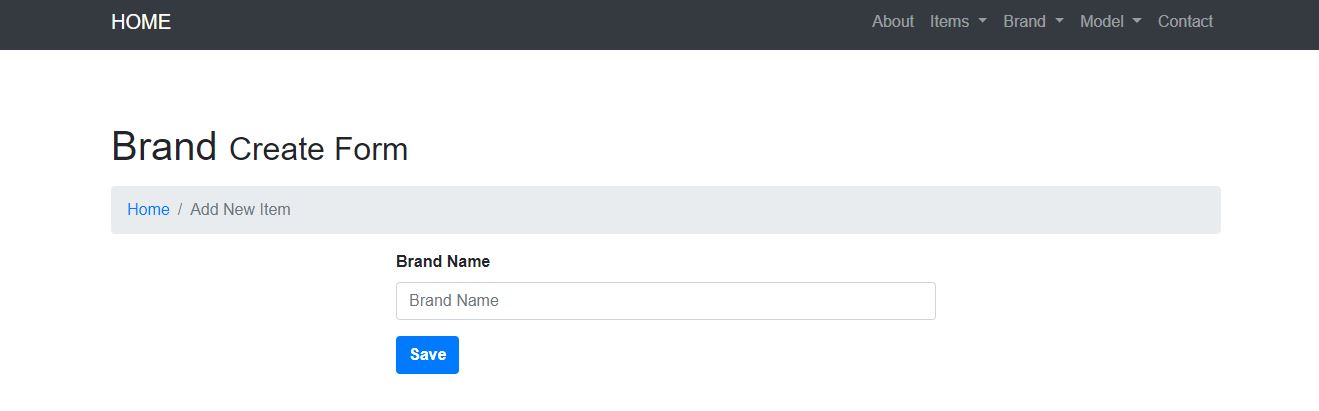 HOME About Items Brand Model Contact
Brand Create Form
Home / Add New Item
Brand Name
Brand Name
Save